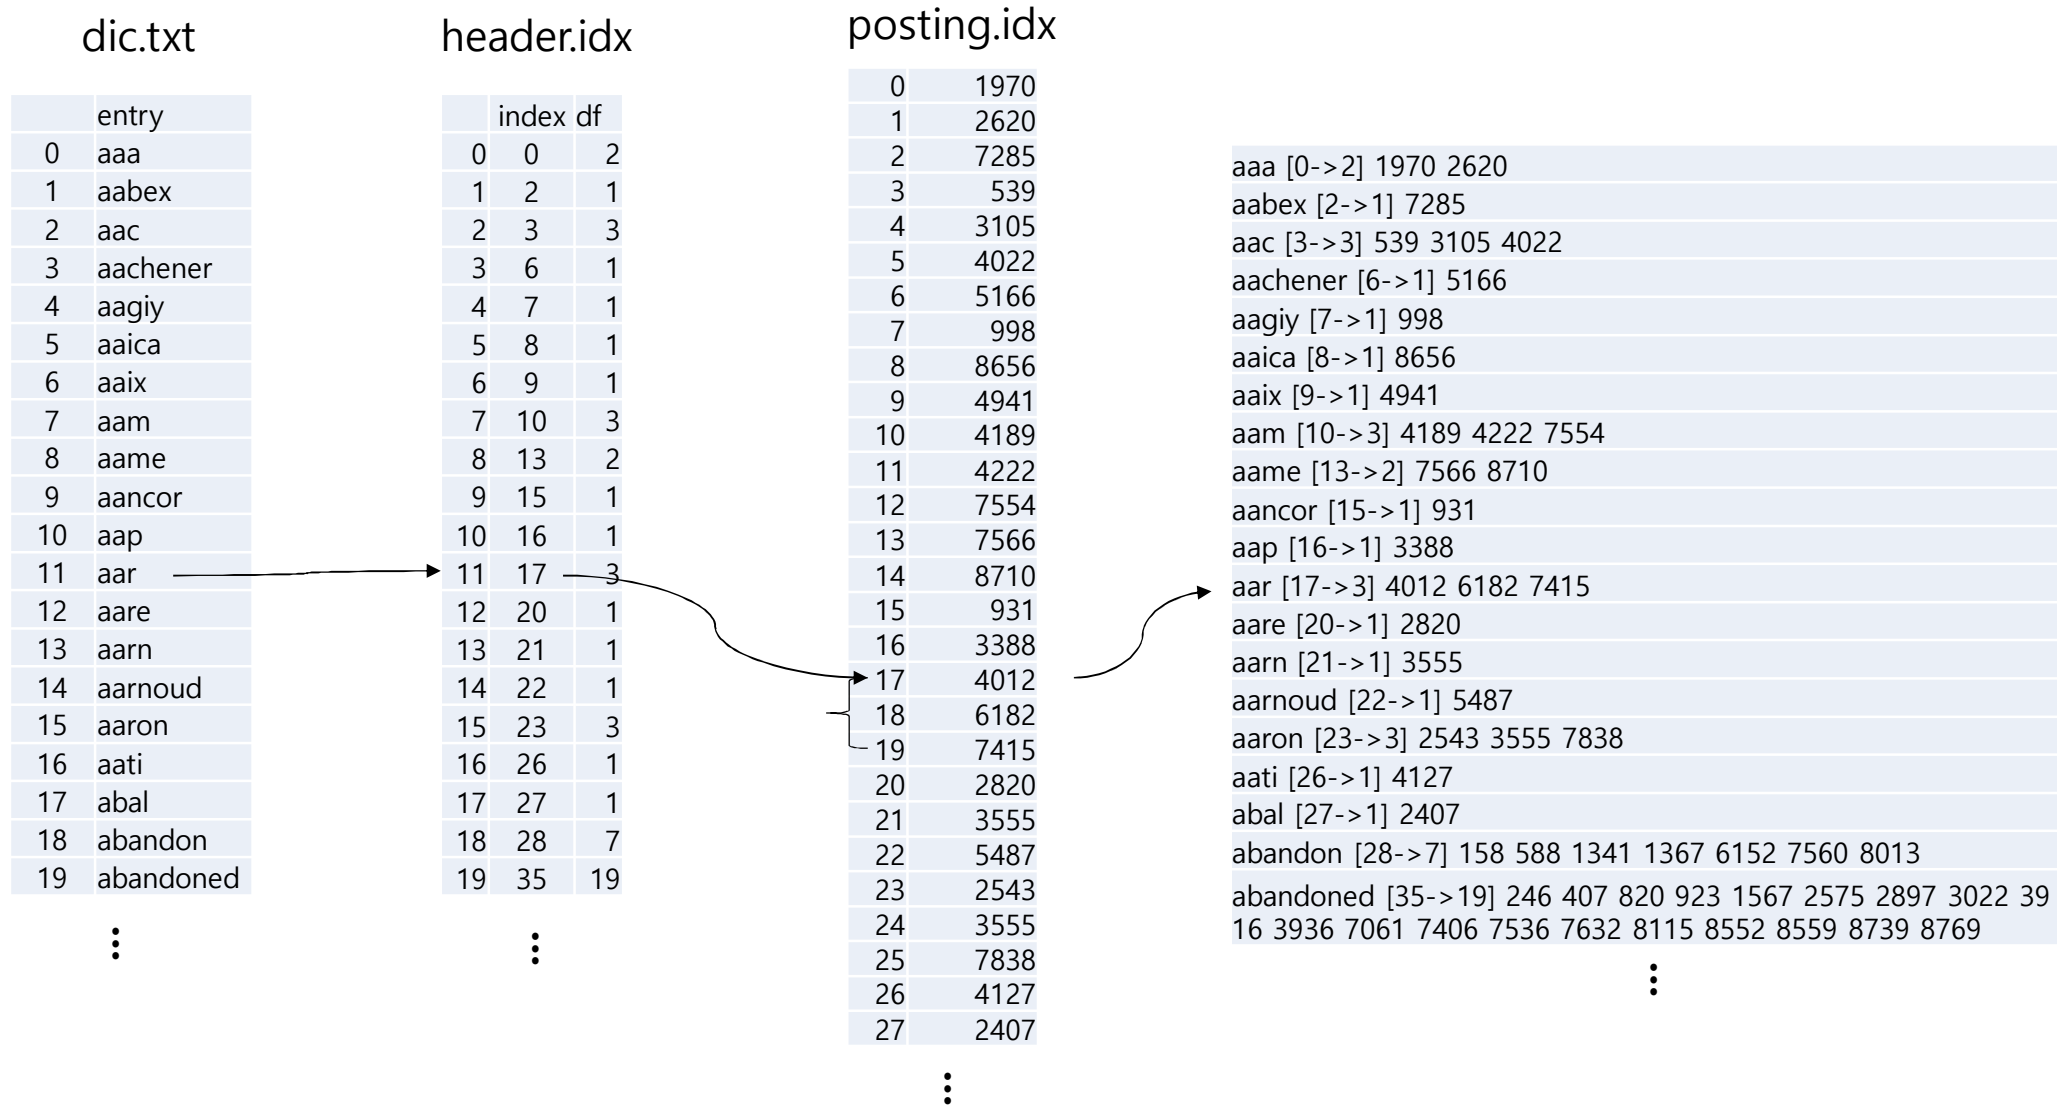 dic.txt
entry
0 aaa
1 aabex
2 aac
3 aachener
4 aagiy
5 aaica
6 aaix
7 aam
8 aame
9 aancor
10 aap
11 aar
12 aare
13 aarn
14 aarnoud
15 aaron
16 aati
17 abal
18 abandon
19 abandoned
header.idx
index df
0 0 2
1 2 1
2 3 3
3 6 1
4 7 1
5 8 1
6 9 1
7 10 3
8 13 2
9 15 1
10 16 1
11 17 3
12 20 1
13 21 1
14 22 1
15 23 3
16 26 1
17 27 1
18 28 7
19 35 19
posting.idx
0 1970
1 2620
2 7285
3 539
4 3105
5 4022
6 5166
7 998
8 8656
9 4941
10 4189
11 4222
12 7554
13 7566
14 8710
15 931
16 3388
17 4012
18 6182
19 7415
20 2820
21 3555
22 5487
23 2543
24 3555
25 7838
26 4127
27 2407
aaa [0->2] 1970 2620
aabex [2->1] 7285
aac [3->3] 539 3105 4022
aachener [6->1] 5166
aagiy [7->1] 998
aaica [8->1] 8656
aaix [9->1] 4941
aam [10->3] 4189 4222 7554
aame [13->2] 7566 8710
aancor [15->1] 931
aap [16->1] 3388
aar [17->3] 4012 6182 7415
aare [20->1] 2820
aarn [21->1] 3555
aarnoud [22->1] 5487
aaron [23->3] 2543 3555 7838
aati [26->1] 4127
abal [27->1] 2407
abandon [28->7] 158 588 1341 1367 6152 7560 8013
abandoned [35->19] 246 407 820 923 1567 2575 2897 3022 39
16 3936 7061 7406 7536 7632 8115 8552 8559 8739 8769